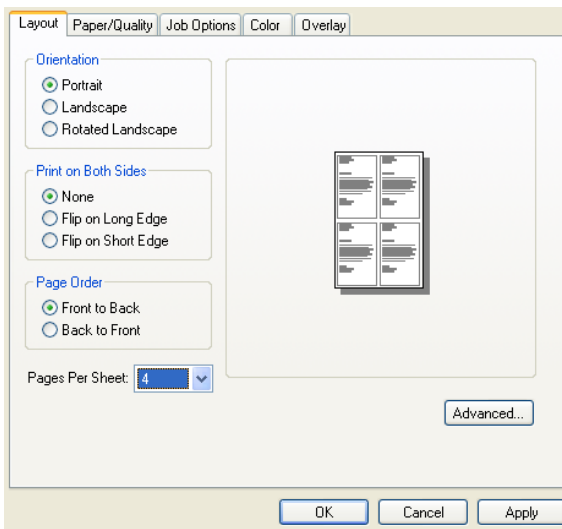 Layout Paper/Quality Job Options Color Overlay
Orientation
Portrait
Landscape
Rotated Landscape
Print on Both Sides
None
Flip on Long Edge
Flip on Short Edge
Page Order
Front to Back
Back to Front
Pages Per Sheet: 4
Advanced...
OK Cancel Apply